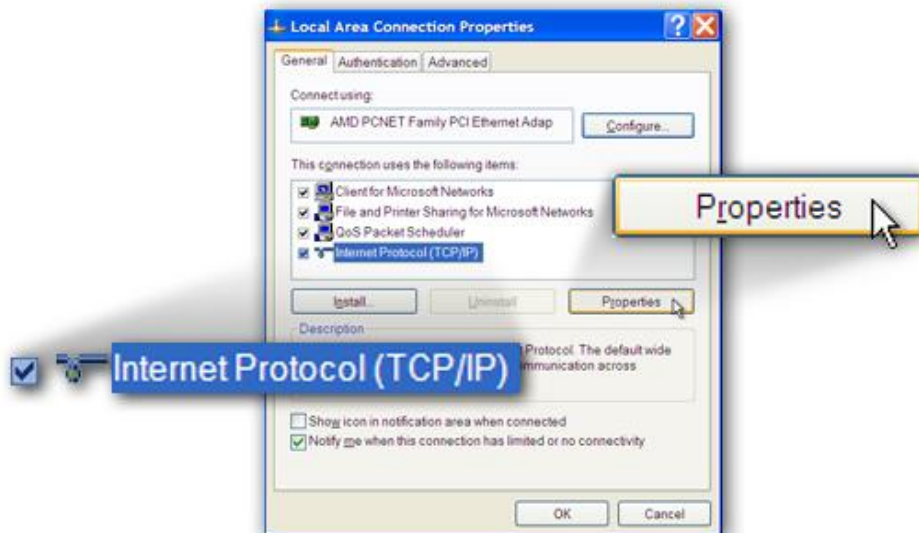 Local Area Connection Properties
General Authentication Advanced
Connect using:
AMD PCNET Family PCI Ethernet Adap Configure...
This connection uses the following items:
Client for Microsoft Networks
File and Printer Sharing for Microsoft Networks
QoS Packet Scheduler
Internet Protocol (TCP/IP)
Properties
Install... Uninstall Properties
Description
Protocol. The default wide
communication across
Internet Protocol (TCP/IP)
Show icon in notification area when connected
Notify me when this connection has limited or no connectivity
OK Cancel